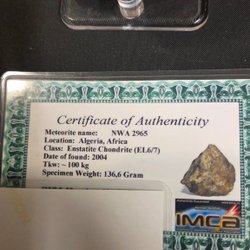 Certificate of Authenticity
Meteorite name: NWA 2965
Location: Algeria, Africa
Class: Enstatite Chondrite (EL6/7)
Date of found: 2004
Tkw: ~ 100 kg
Specimen Weight: 136,6 Gram
IMCA